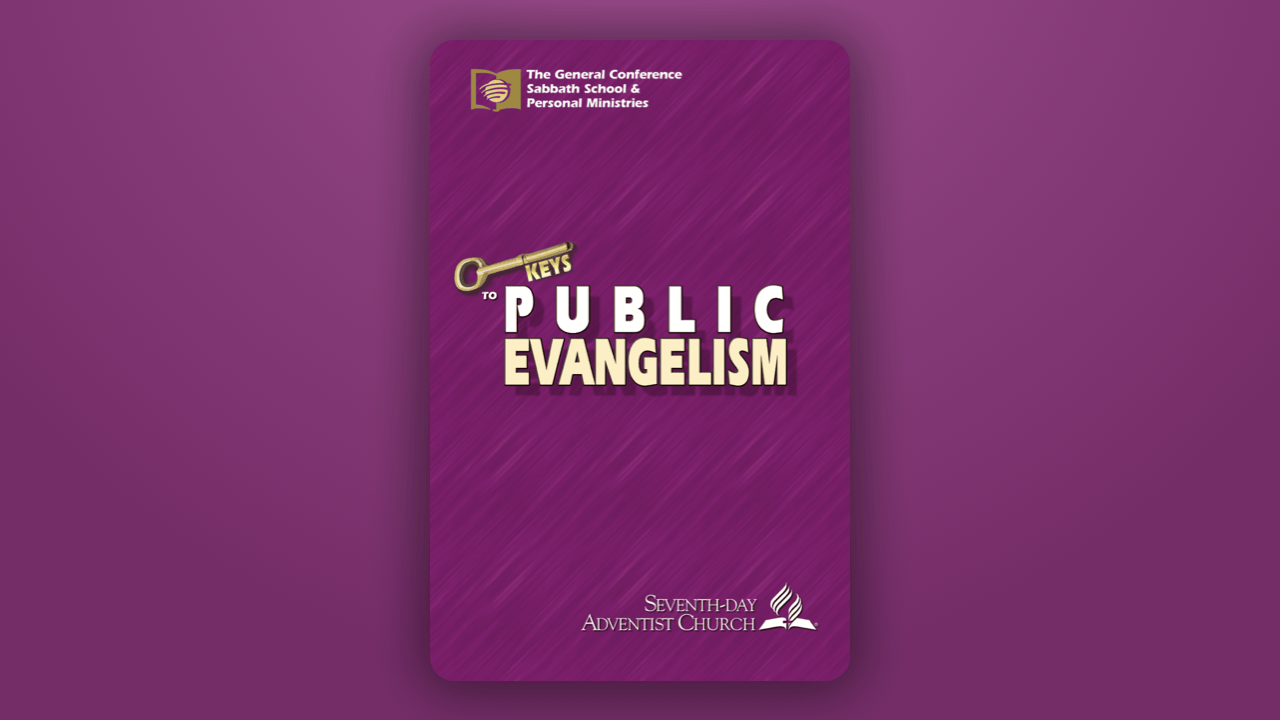 The General Conference
Sabbath School &
Personal Ministries
KEYS
TO
PUBLIC
EVANGELISM
SEVENTH-DAY
ADVENTIST CHURCH